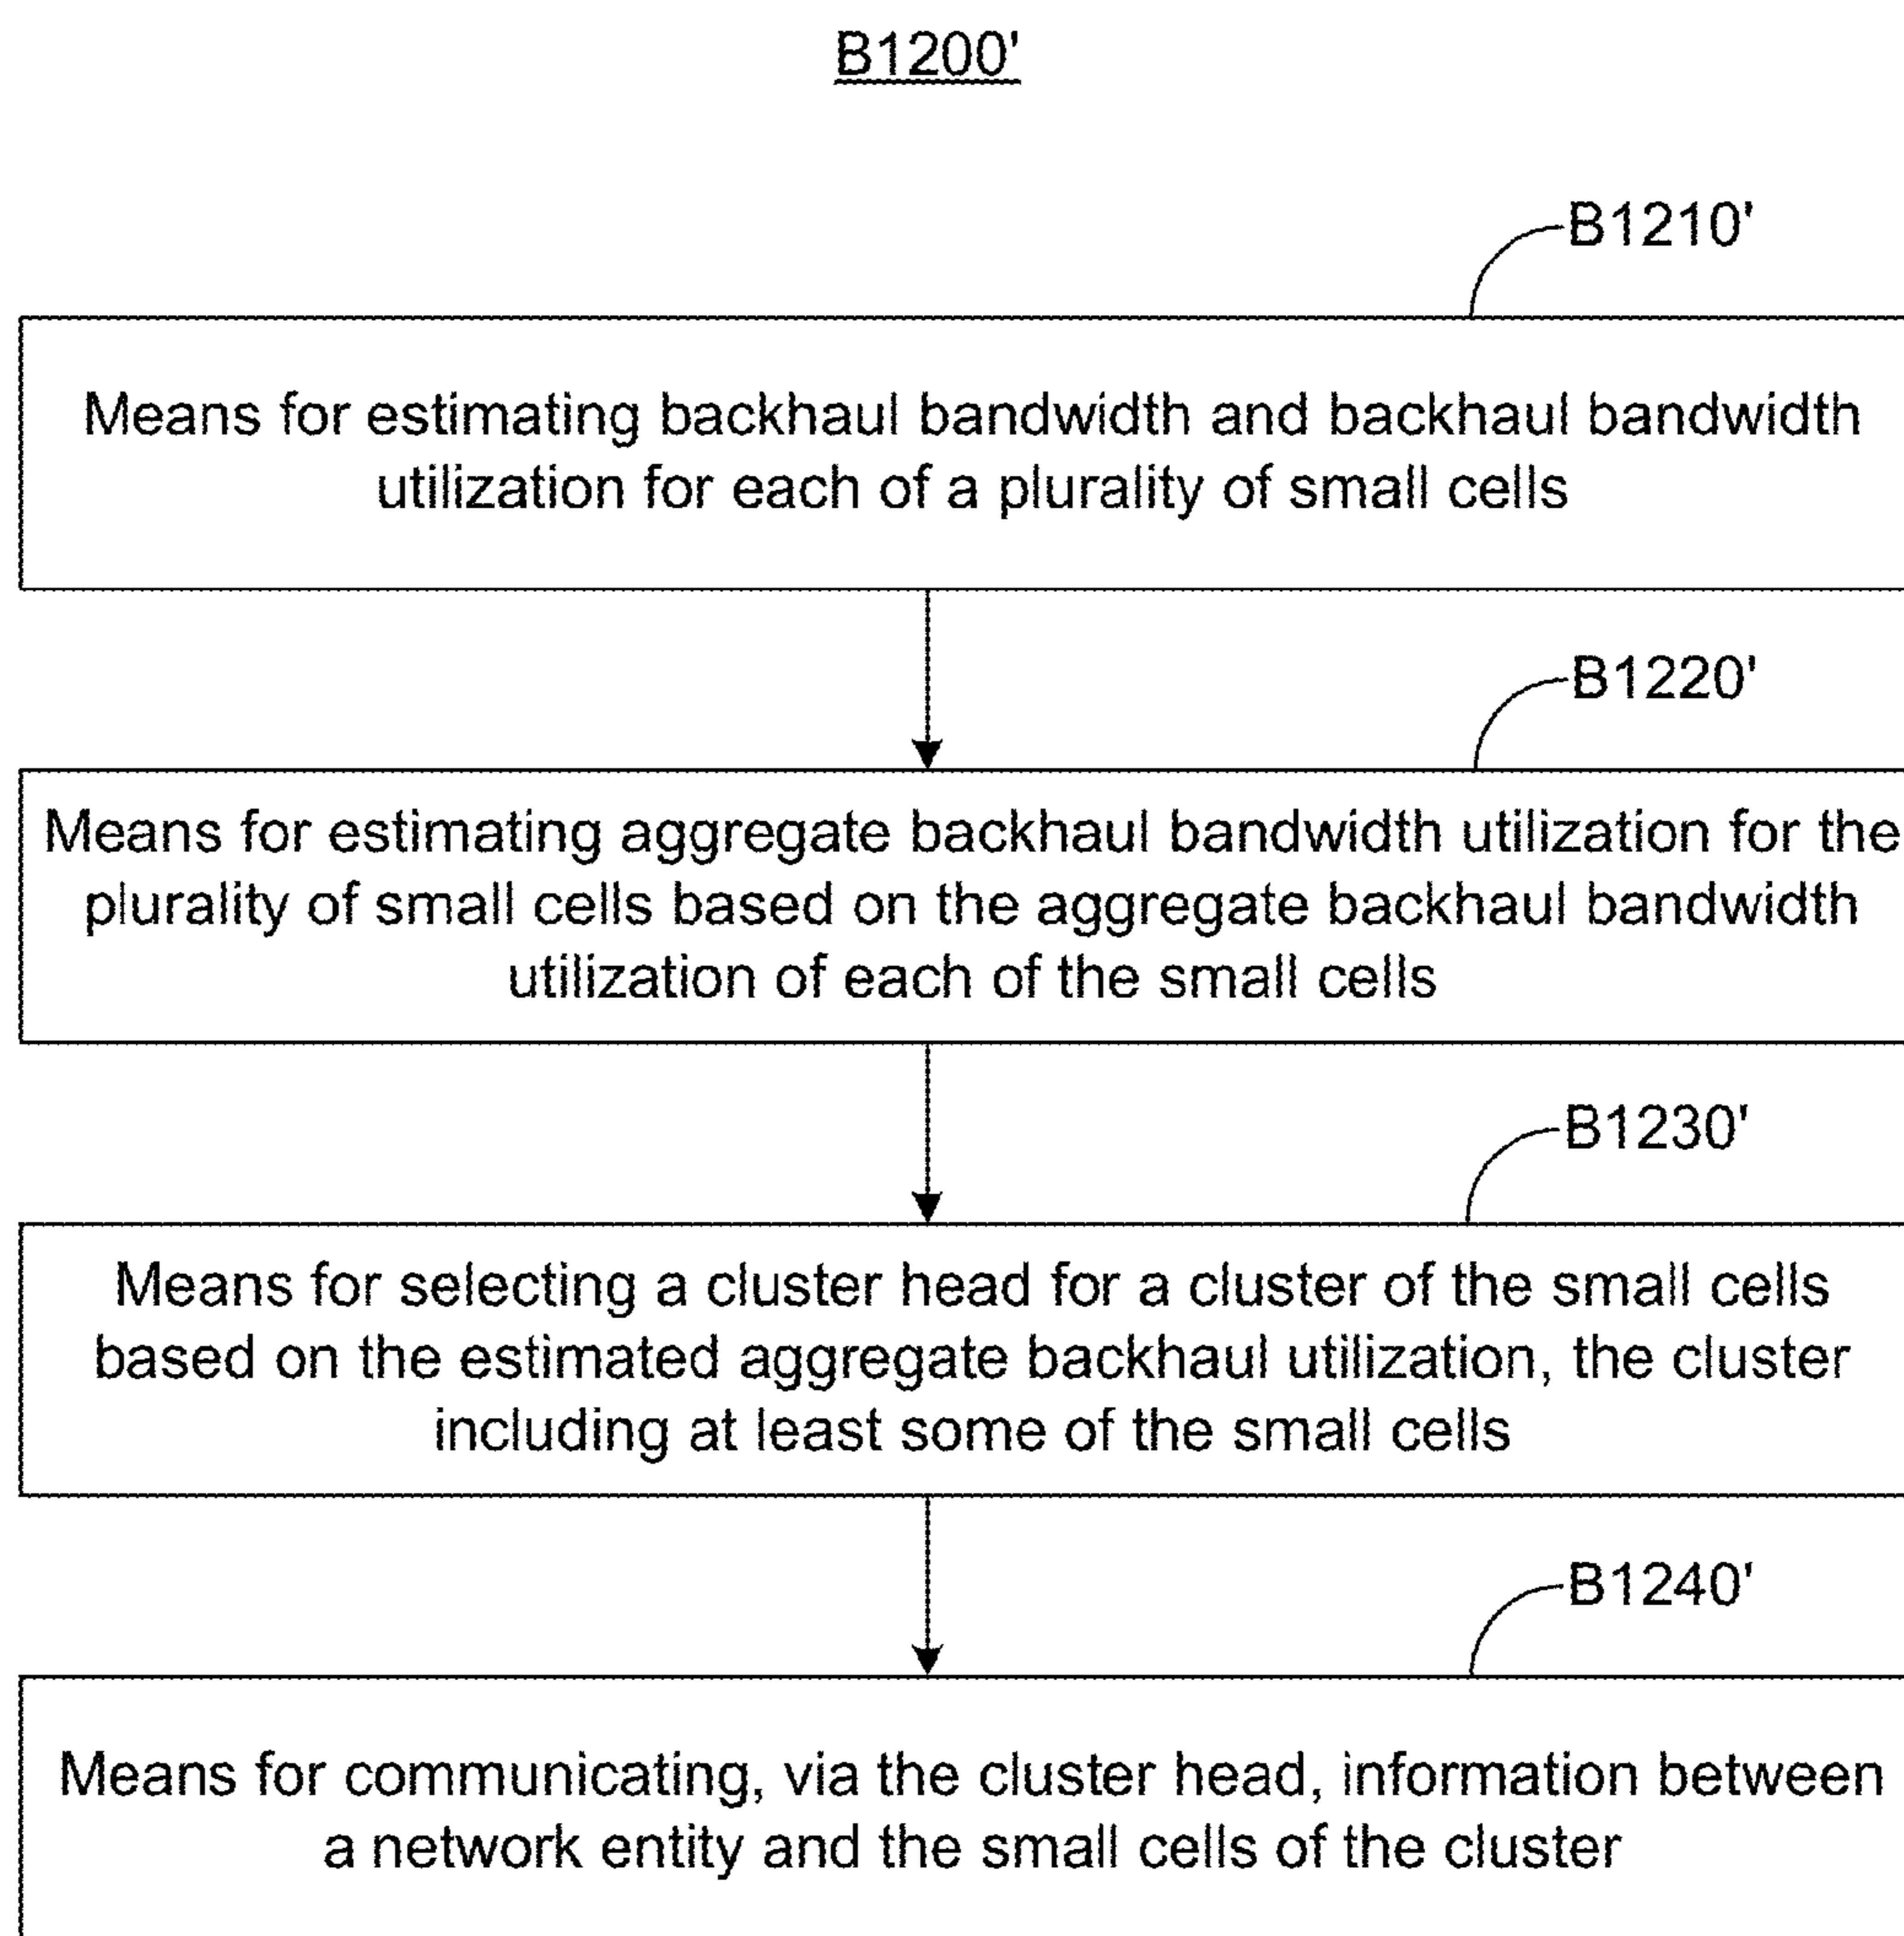 B1200'
B1210'
Means for estimating backhaul bandwidth and backhaul bandwidth
utilization for each of a plurality of small cells
B1220'
Means for estimating aggregate backhaul bandwidth utilization for the
plurality of small cells based on the aggregate backhaul bandwidth
utilization of each of the small cells
B1230'
Means for selecting a cluster head for a cluster of the small cells
based on the estimated aggregate backhaul utilization, the cluster
including at least some of the small cells
B1240'
Means for communicating, via the cluster head, information between
a network entity and the small cells of the cluster